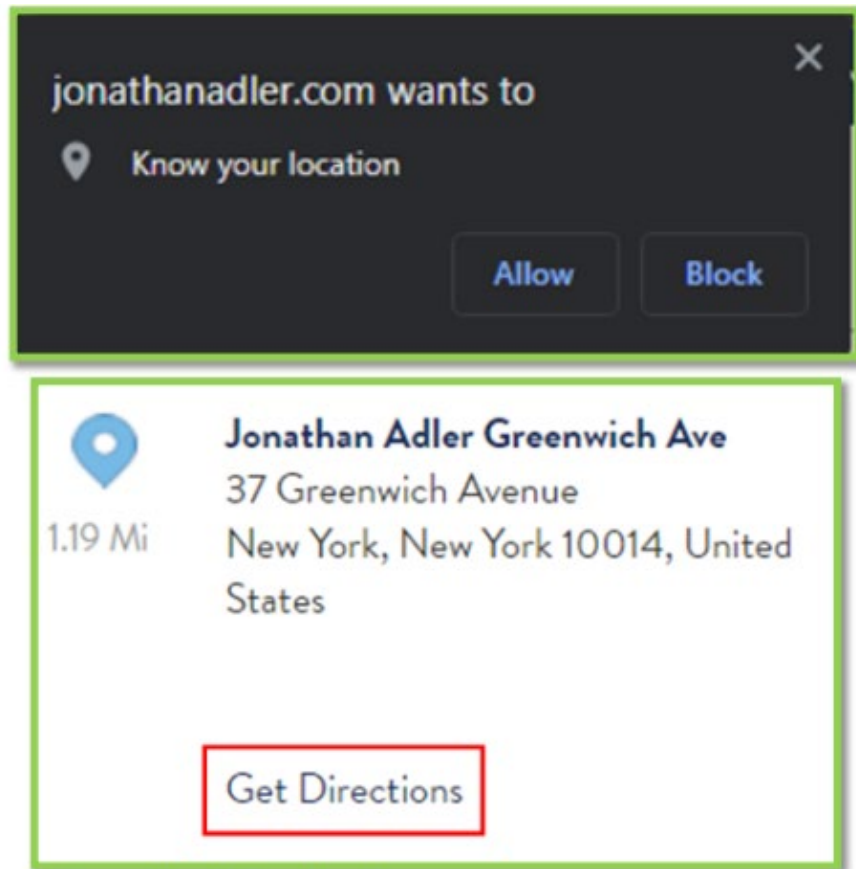 jonathanadler.com wants to
Know your location
Allow Block
Jonathan Adler Greenwich Ave
37 Greenwich Avenue
1.19 Mi
New York, New York 10014, United
States
Get Directions